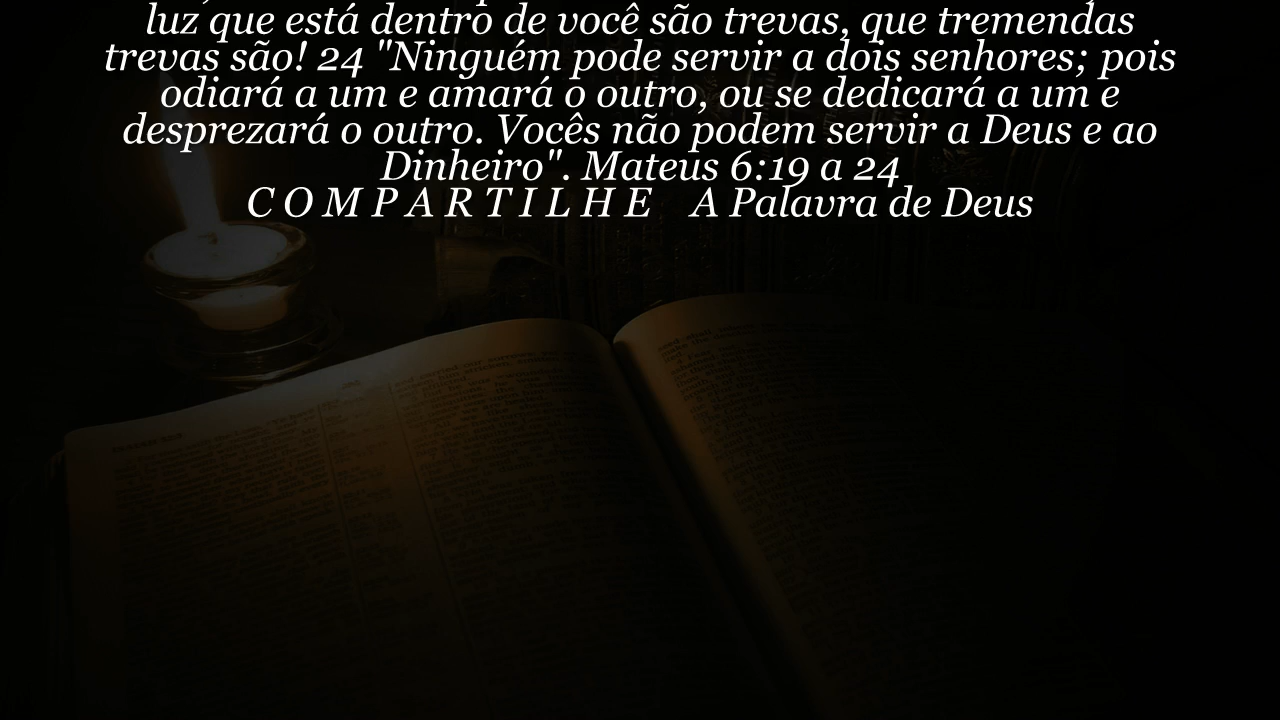 luz que está dentro de você são trevas, que tremendas
trevas são! 24 "Ninguém pode servir a dois senhores; pois
odiará a um e amará o outro, ou se dedicará a um e
desprezará o outro. Vocês não podem servir a Deus e ao
Dinheiro". Mateus 6:19 a 24
C O M P A R T I L H E    A Palavra de Deus